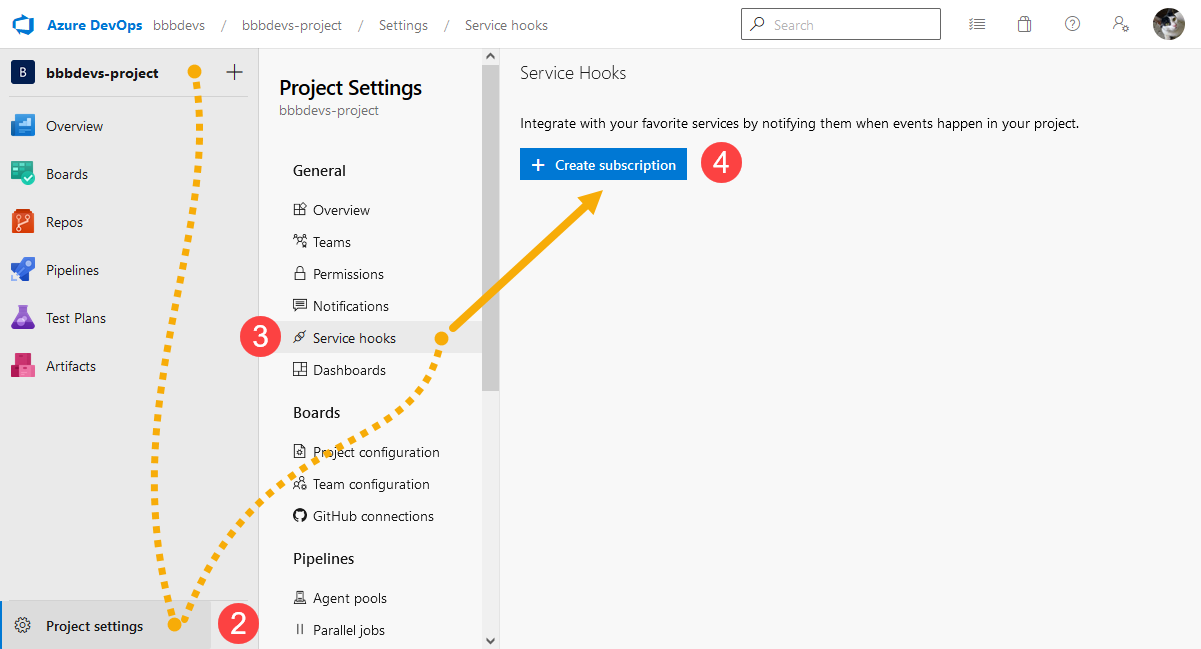 Azure DevOps bbbdevs / bbbdevs-project / Settings / Service hooks
Search
B bbbdevs-project
Overview
Boards
Repos
Pipelines
Test Plans
Artifacts
Project settings
2
Project Settings
bbbdevs-project
General
Overview
Teams
Permissions
Notifications
3
Service hooks
Dashboards
Boards
Project configuration
Team configuration
GitHub connections
Pipelines
Agent pools
Parallel jobs
Service Hooks
Integrate with your favorite services by notifying them when events happen in your project.
+ Create subscription
4